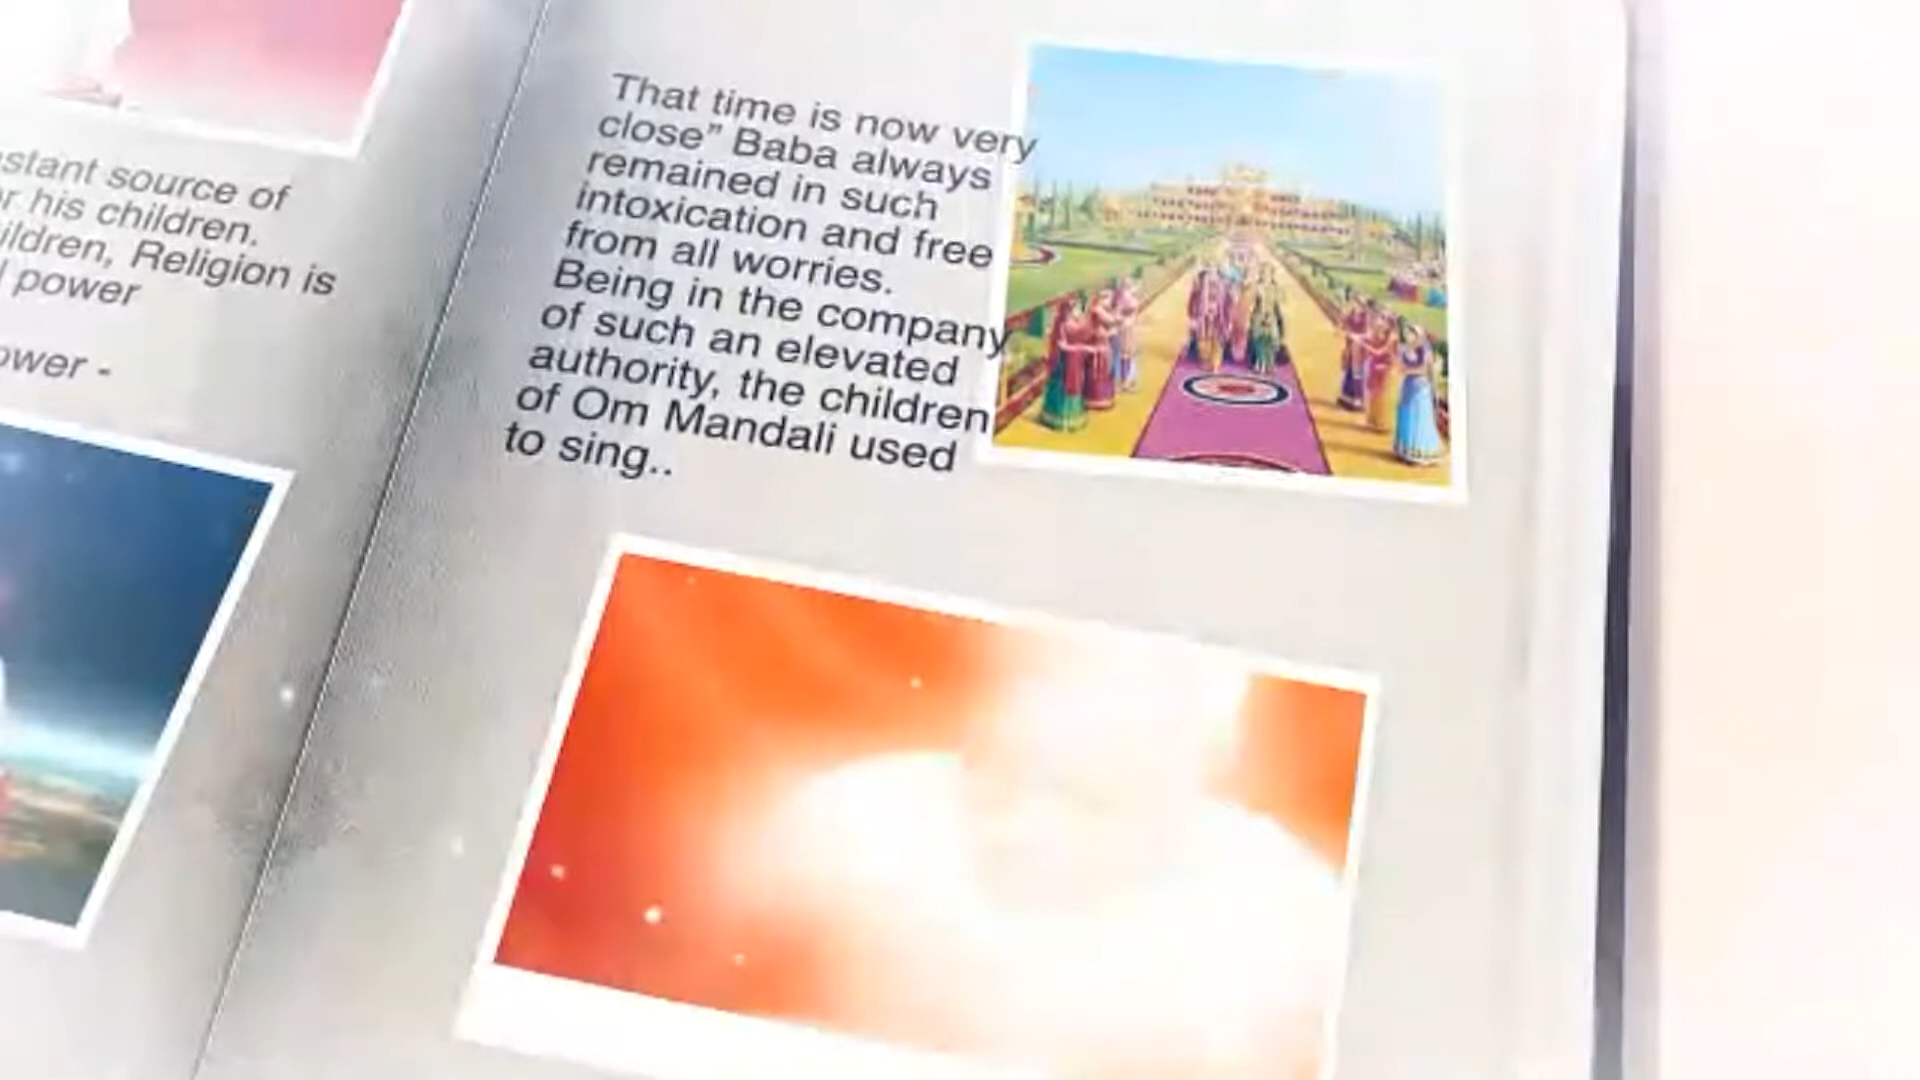 stant source of
r his children.
ildren, Religion is
l power
ower -
That time is now very
close” Baba always
remained in such
intoxication and free
from all worries.
Being in the company
of such an elevated
authority, the children
of Om Mandali used
to sing..